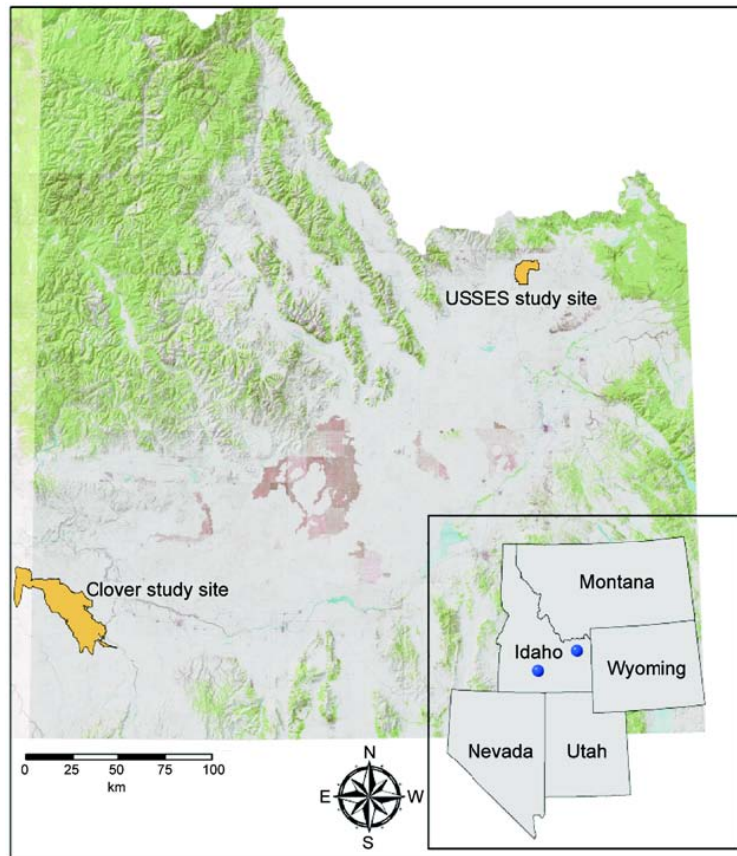 USSES study site
Clover study site
Montana
Idaho
Wyoming
Nevada
Utah
0 25 50 75 100
km
N
E W
S